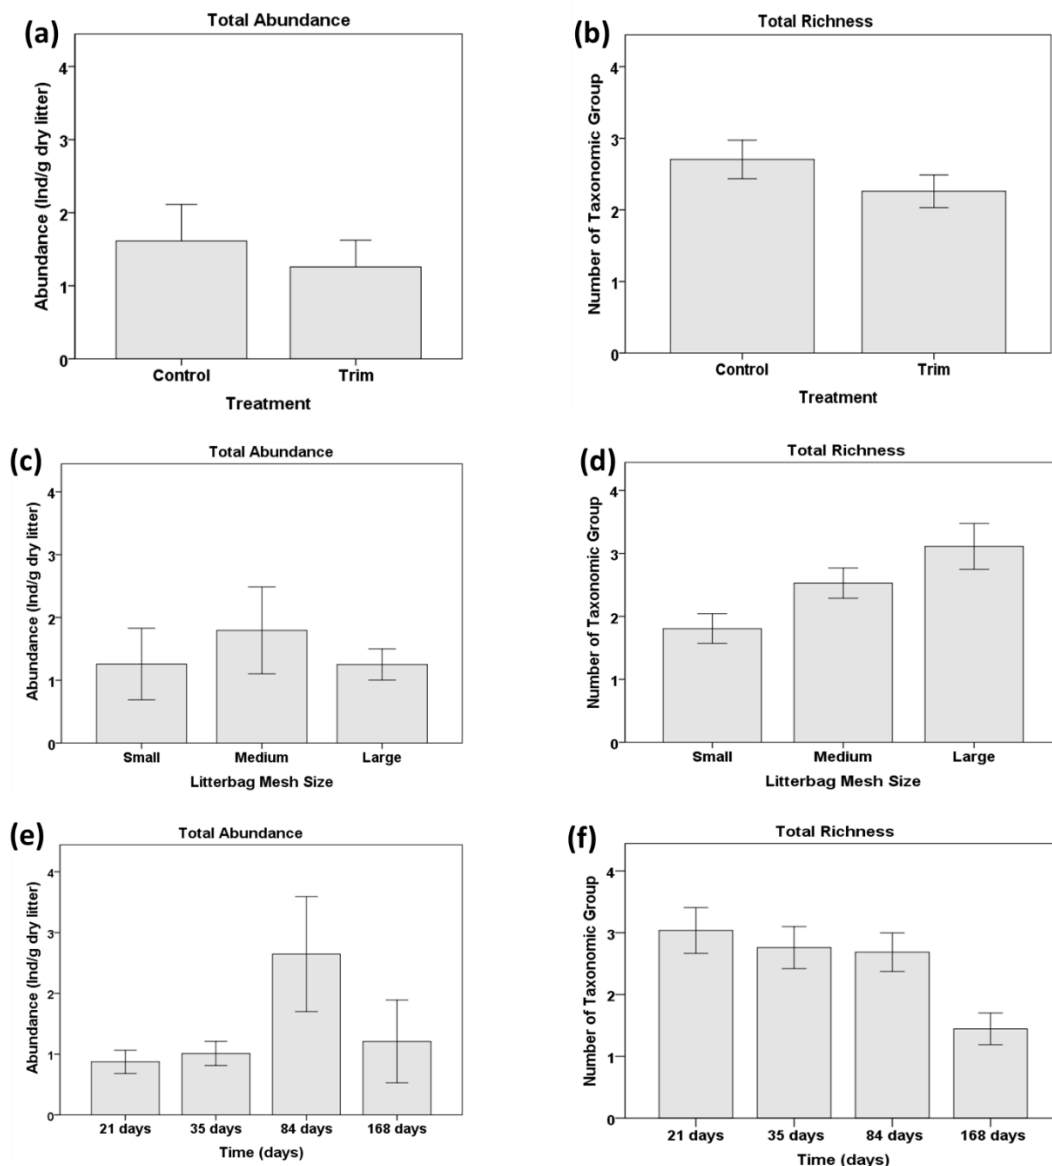 (a)
Total Abundance
Abundance (Ind/g dry litter)
4
3
2
1
0
Control Trim
Treatment
(b)
Total Richness
Number of Taxonomic Group
4
3
2
1
0
Control Trim
Treatment
(c)
Total Abundance
Abundance (Ind/g dry litter)
4
3
2
1
0
Small Medium Large
Litterbag Mesh Size
(d)
Total Richness
Number of Taxonomic Group
4
3
2
1
0
Small Medium Large
Litterbag Mesh Size
(e)
Total Abundance
Abundance (Ind/g dry litter)
4
3
2
1
0
21 days 35 days 84 days 168 days
Time (days)
(f)
Total Richness
Number of Taxonomic Group
4
3
2
1
0
21 days 35 days 84 days 168 days
Time (days)